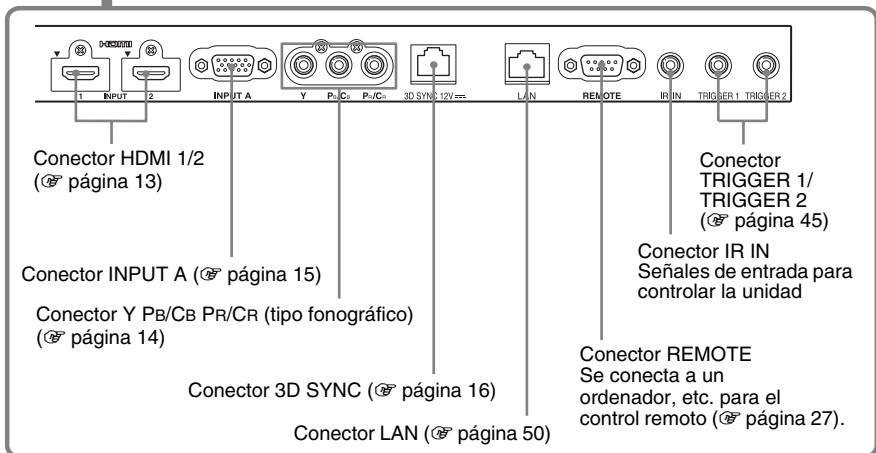 HDMI
1 INPUT 2
INPUT A
Y PB/CB PR/CR
3D SYNC 12V
LAN
REMOTE
IR IN
TRIGGER 1 TRIGGER 2
Conector HDMI 1/2
(☞ página 13)
Conector INPUT A (☞ página 15)
Conector Y PB/CB PR/CR (tipo fonográfico)
(☞ página 14)
Conector 3D SYNC (☞ página 16)
Conector LAN (☞ página 50)
Conector REMOTE
Se conecta a un
ordenador, etc. para el
control remoto (☞ página 27).
Conector IR IN
Señales de entrada para
controlar la unidad
Conector
TRIGGER 1/
TRIGGER 2
(☞ página 45)